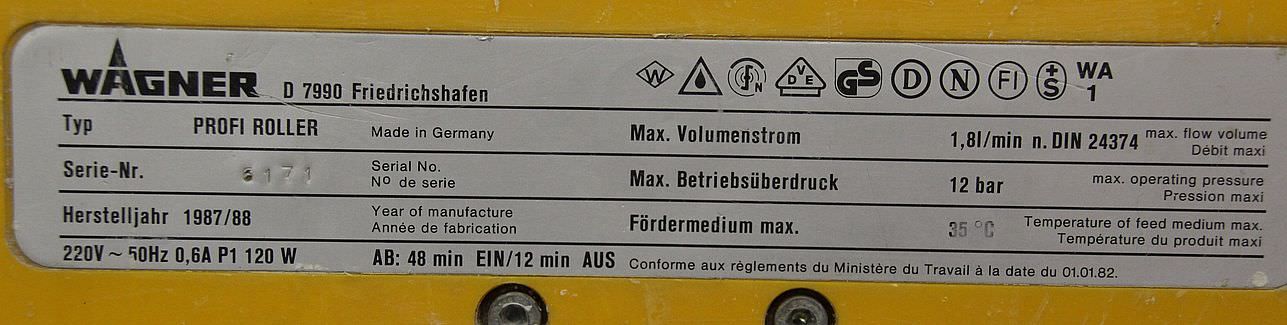 WAGNER D 7990 Friedrichshafen W N VDE GS D N FI +S WA 1
Typ PROFI ROLLER Made in Germany Max. Volumenstrom 1,8l/min n. DIN 24374 max. flow volume
Débit maxi
Serie-Nr. 6171 Serial No. Max. Betriebsüberdruck 12 bar max. operating pressure
No de serie Pression maxi
Herstelljahr 1987/88 Year of manufacture Fördermedium max. 35 °C Temperature of feed medium max.
Année de fabrication Température du produit maxi
220V ~ 50Hz 0,6A P1 120 W AB: 48 min EIN/12 min AUS Conforme aux règlements du Ministère du Travail à la date du 01.01.82.